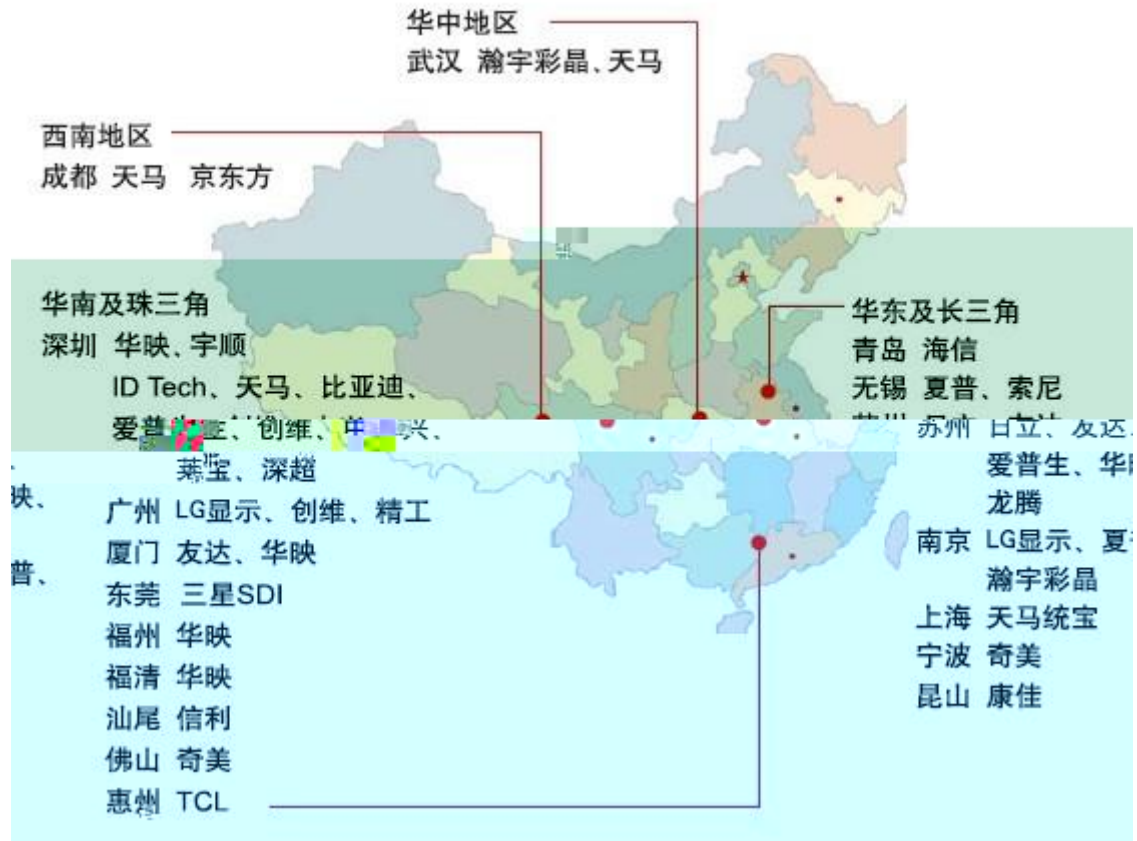 华中地区
武汉 瀚宇彩晶、天马
西南地区
成都 天马 京东方
华南及珠三角
深圳 华映、宇顺
ID Tech、天马、比亚迪、
爱普生、创维、
莱宝、深超
广州 LG显示、创维、精工
厦门 友达、华映
东莞 三星SDI
福州 华映
福清 华映
汕尾 信利
佛山 奇美
惠州 TCL
映、
普、
华东及长三角
青岛 海信
无锡 夏普、索尼
苏州 日立、友达、
爱普生、华映
龙腾
南京 LG显示、夏
瀚宇彩晶
上海 天马统宝
宁波 奇美
昆山 康佳